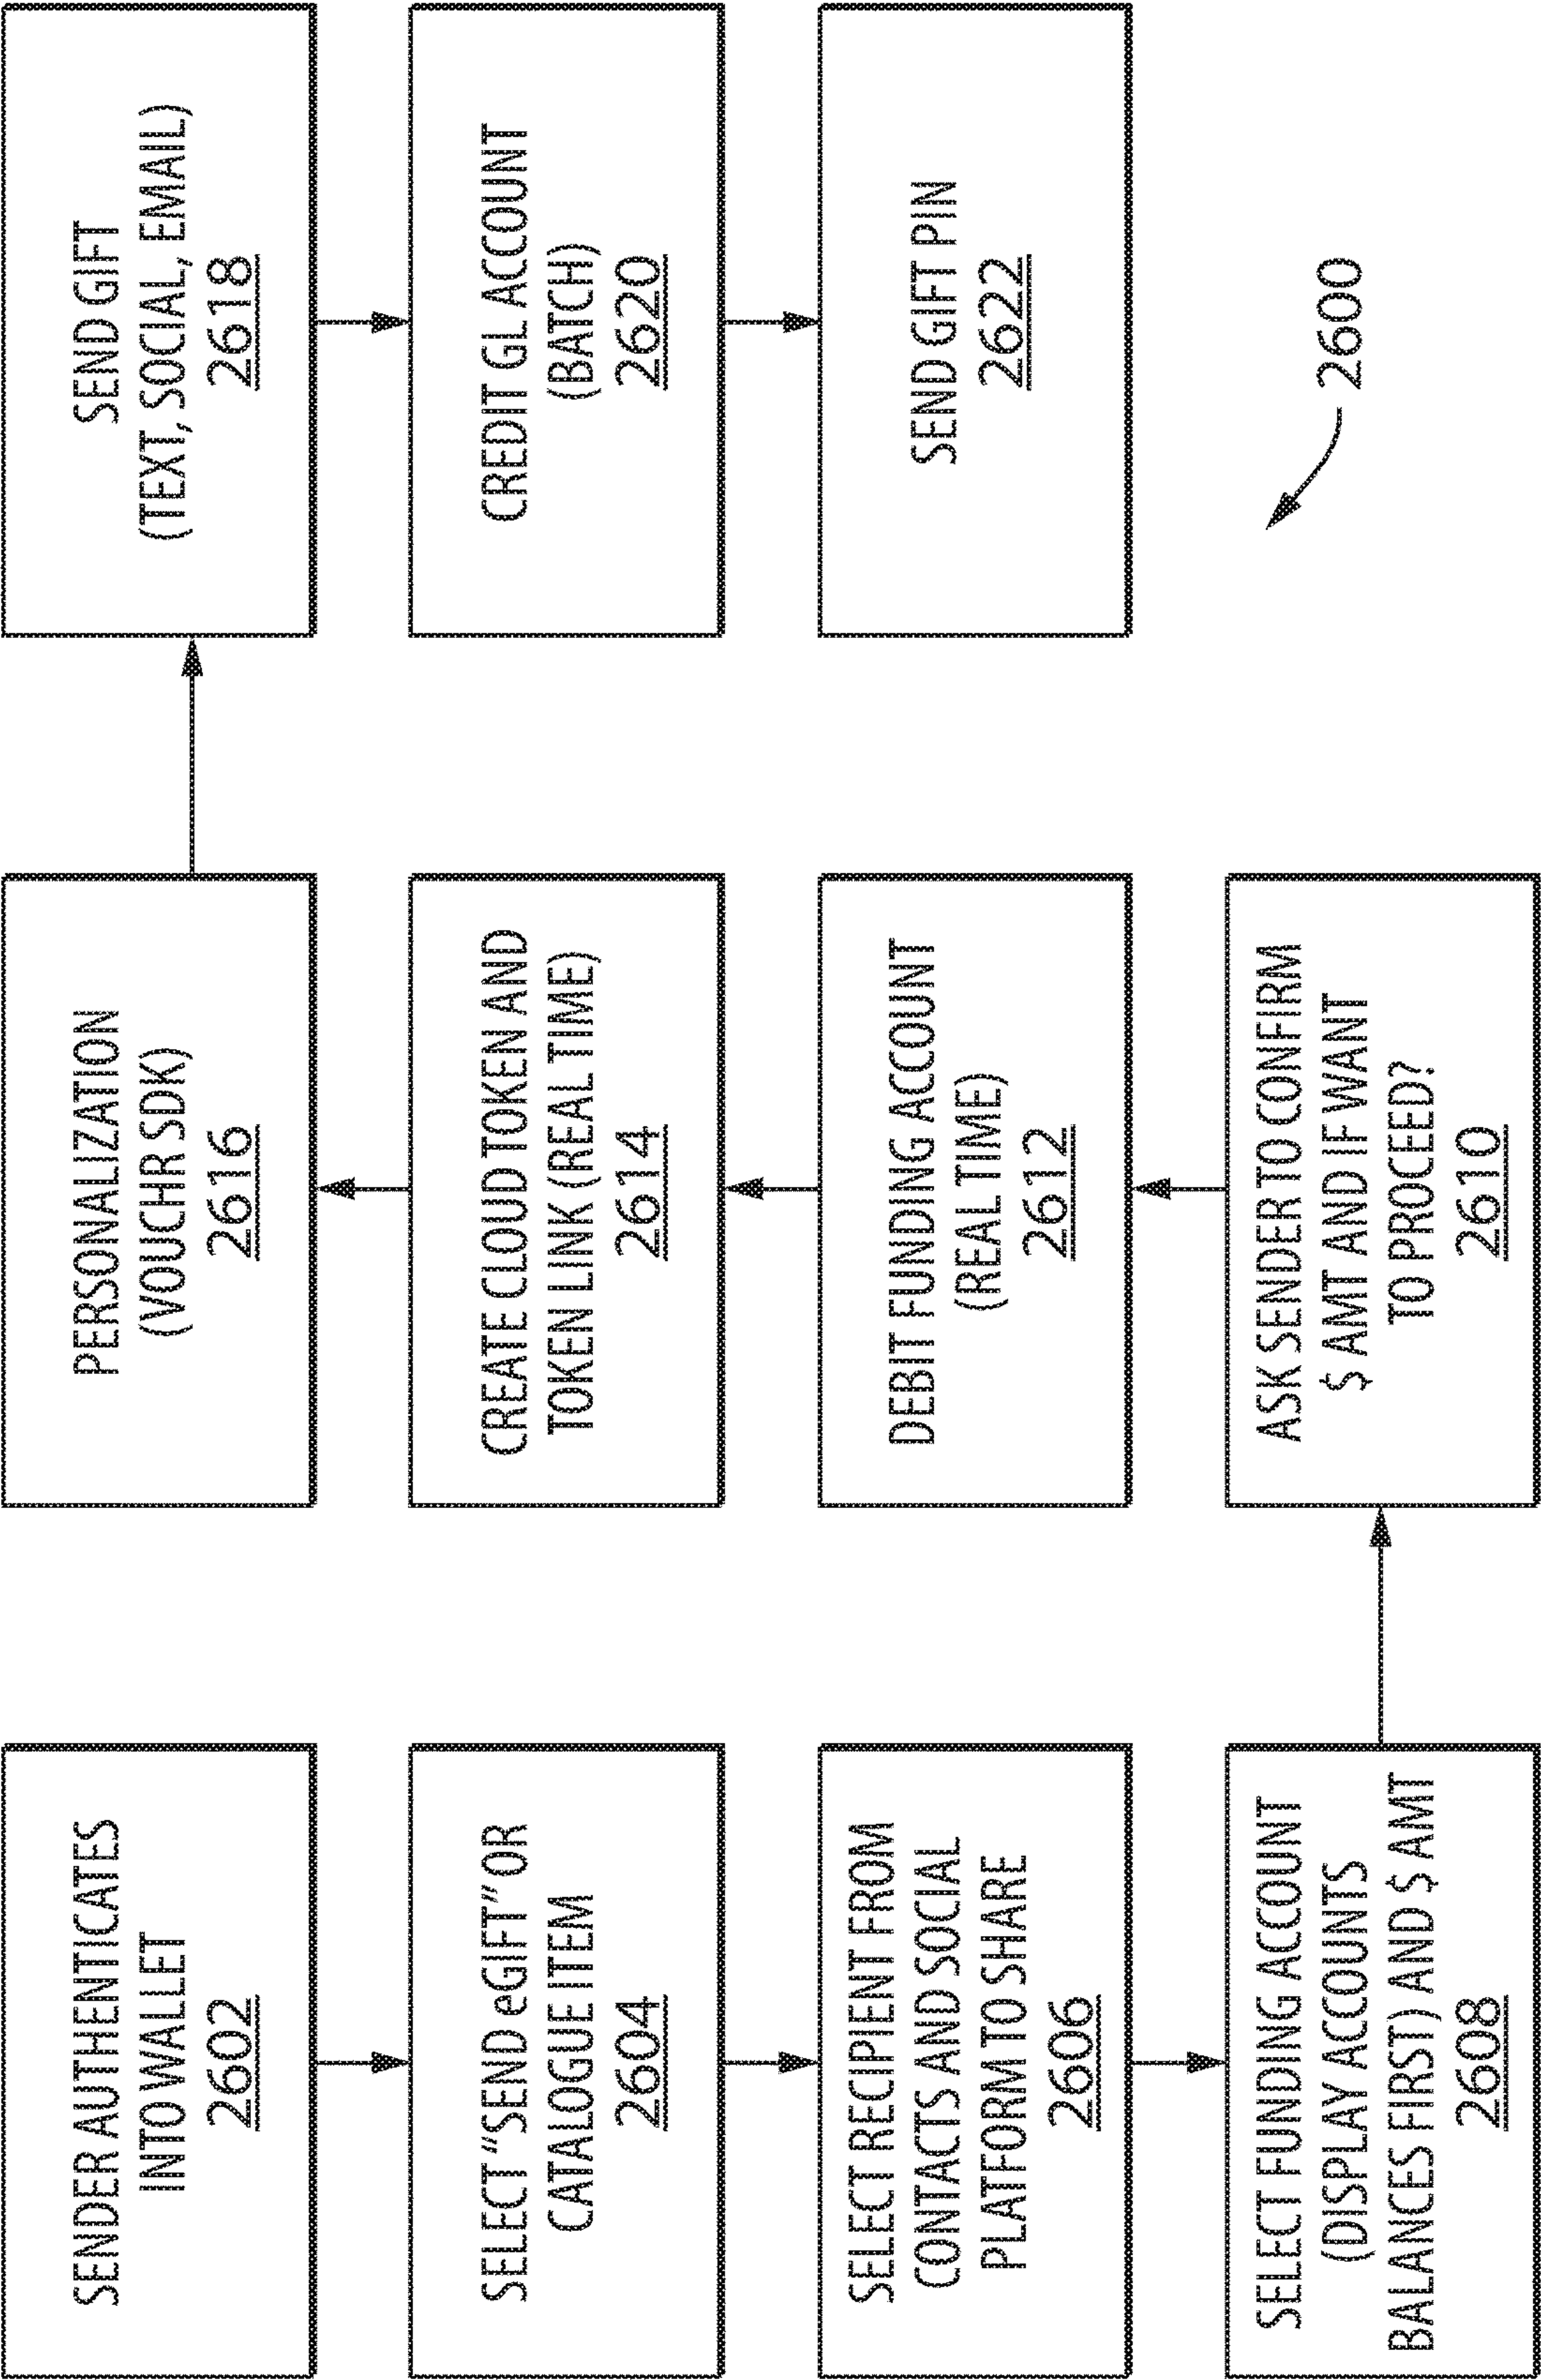 SENDER AUTHENTICATES
INTO WALLET
2602
SELECT "SEND eGIFT" OR
CATALOGUE ITEM
2604
SELECT RECIPIENT FROM
CONTACTS AND SOCIAL
PLATFORM TO SHARE
2606
SELECT FUNDING ACCOUNT
(DISPLAY ACCOUNTS
BALANCES FIRST) AND $ AMT
2608
ASK SENDER TO CONFIRM
$ AMT AND IF WANT
TO PROCEED?
2610
DEBIT FUNDING ACCOUNT
(REAL TIME)
2612
CREATE CLOUD TOKEN AND
TOKEN LINK (REAL TIME)
2614
PERSONALIZATION
(VOUCHR SDK)
2616
SEND GIFT
(TEXT, SOCIAL, EMAIL)
2618
CREDIT GL ACCOUNT
(BATCH)
2620
SEND GIFT PIN
2622
2600